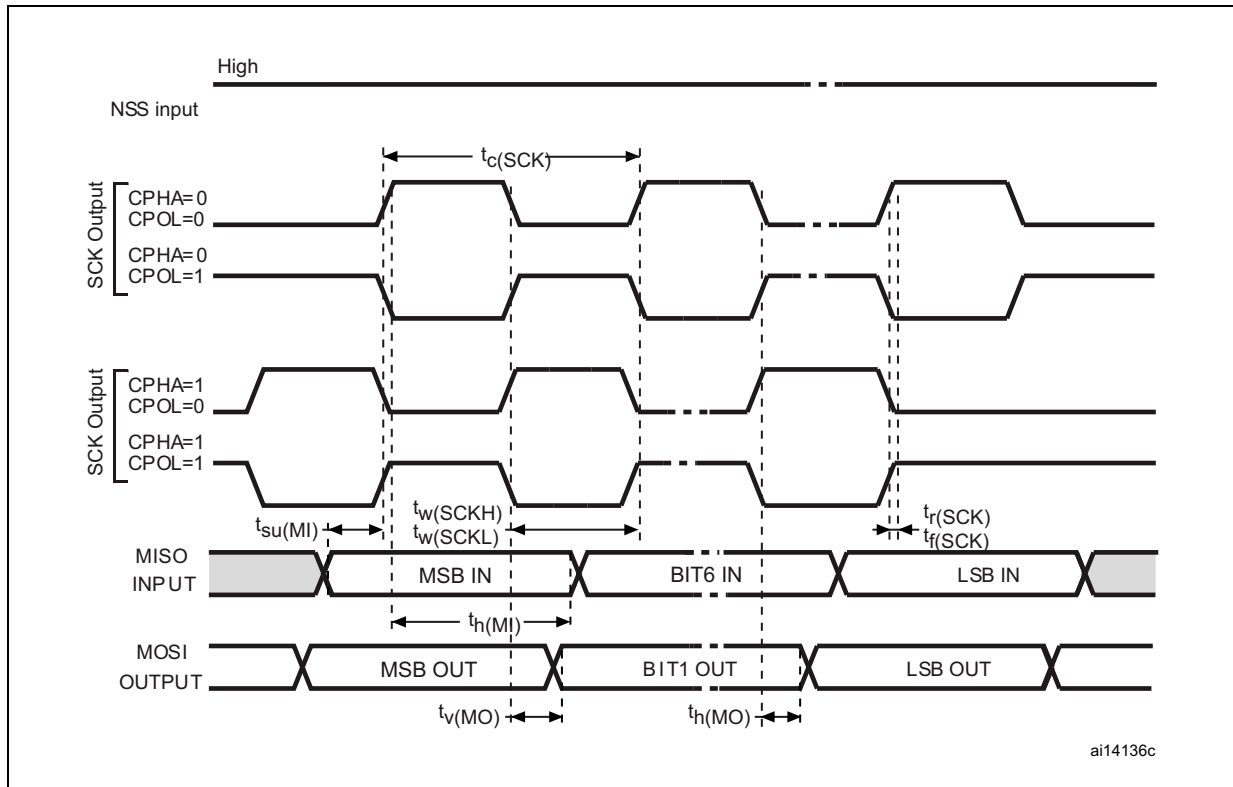 High
NSS input
tc(SCK)
SCK Output
CPHA=0
CPOL=0
CPHA=0
CPOL=1
SCK Output
CPHA=1
CPOL=0
CPHA=1
CPOL=1
tsu(MI)
tw(SCKH)
tw(SCKL)
tr(SCK)
tf(SCK)
MISO
INPUT
MSB IN
BIT6 IN
LSB IN
th(MI)
MOSI
OUTPUT
MSB OUT
BIT1 OUT
LSB OUT
tv(MO)
th(MO)
ai14136c